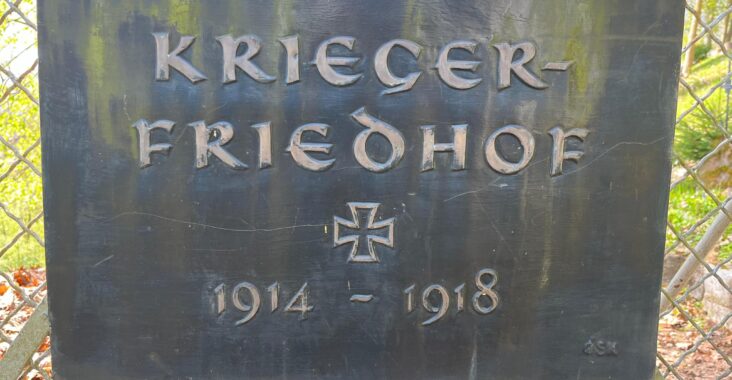 KRIEGER-
FRIEDHOF
1914 - 1918